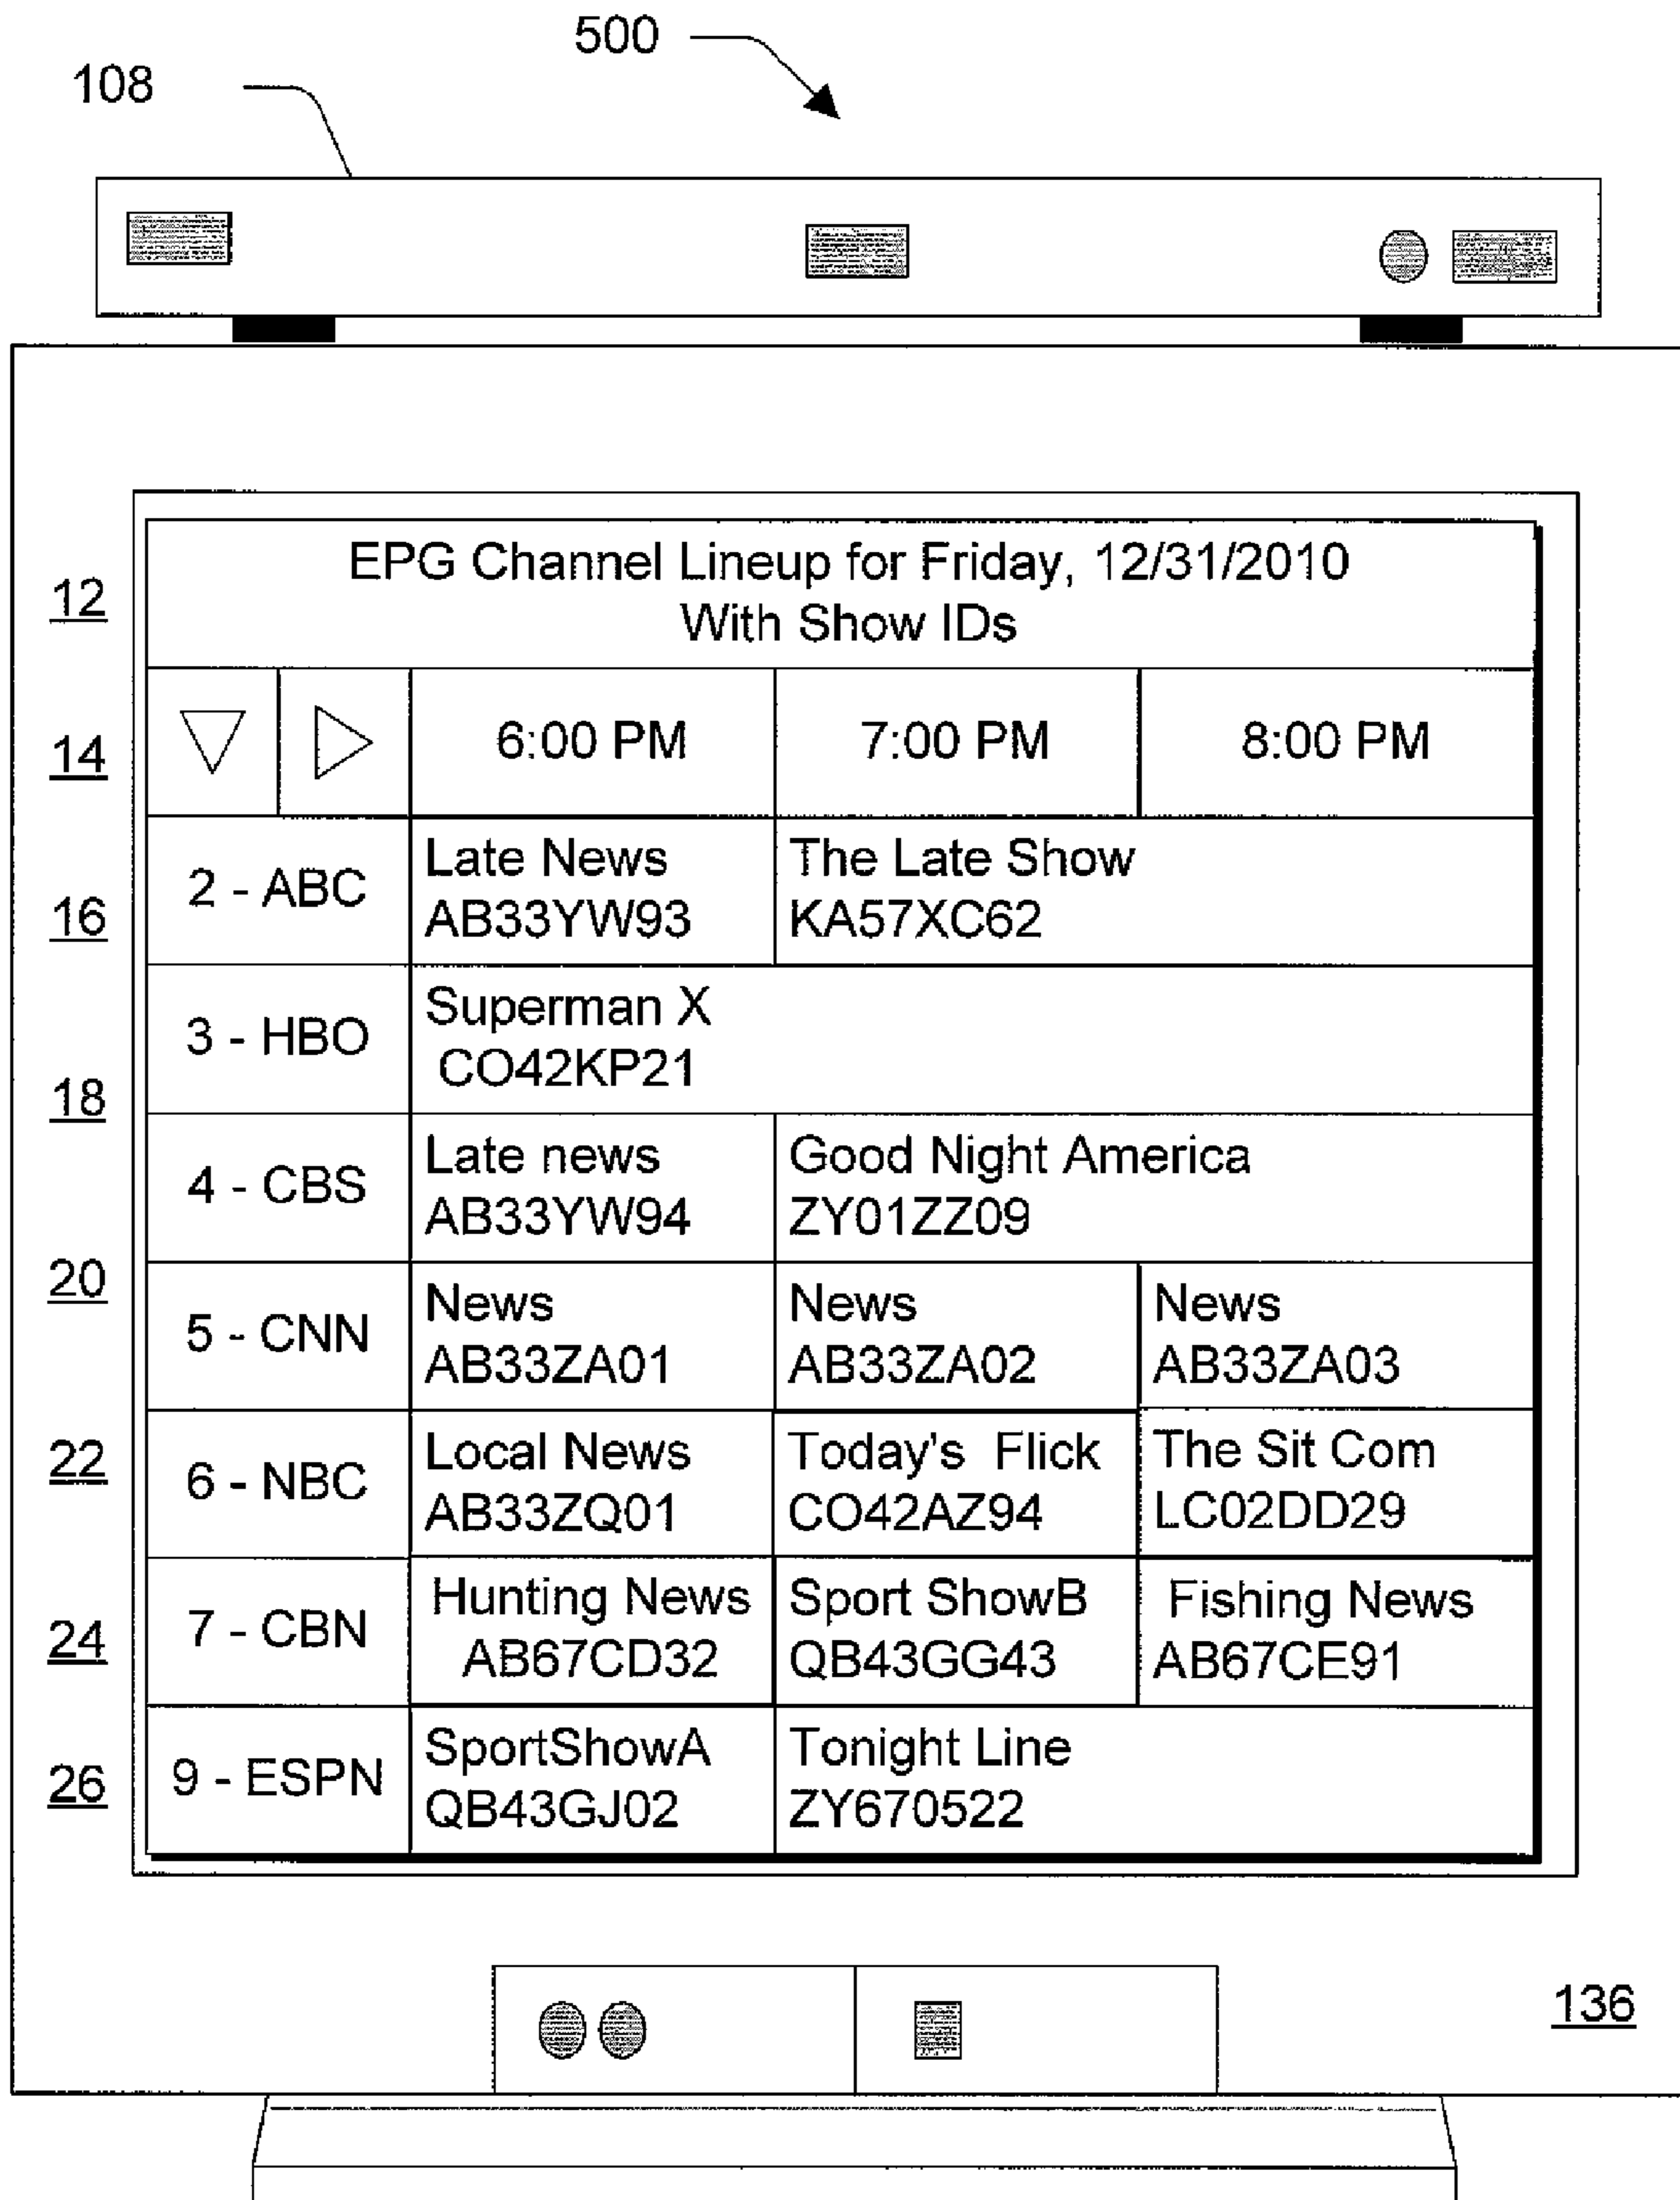 500
108
EPG Channel Lineup for Friday, 12/31/2010
With Show IDs
12
14
6:00 PM
7:00 PM
8:00 PM
2 - ABC
Late News
AB33YW93
The Late Show
KA57XC62
16
3 - HBO
Superman X
CO42KP21
18
4 - CBS
Late news
AB33YW94
Good Night America
ZY01ZZ09
20
5 - CNN
News
AB33ZA01
News
AB33ZA02
News
AB33ZA03
22
6 - NBC
Local News
AB33ZQ01
Today's Flick
CO42AZ94
The Sit Com
LC02DD29
24
7 - CBN
Hunting News
AB67CD32
Sport ShowB
QB43GG43
Fishing News
AB67CE91
26
9 - ESPN
SportShowA
QB43GJ02
Tonight Line
ZY670522
136